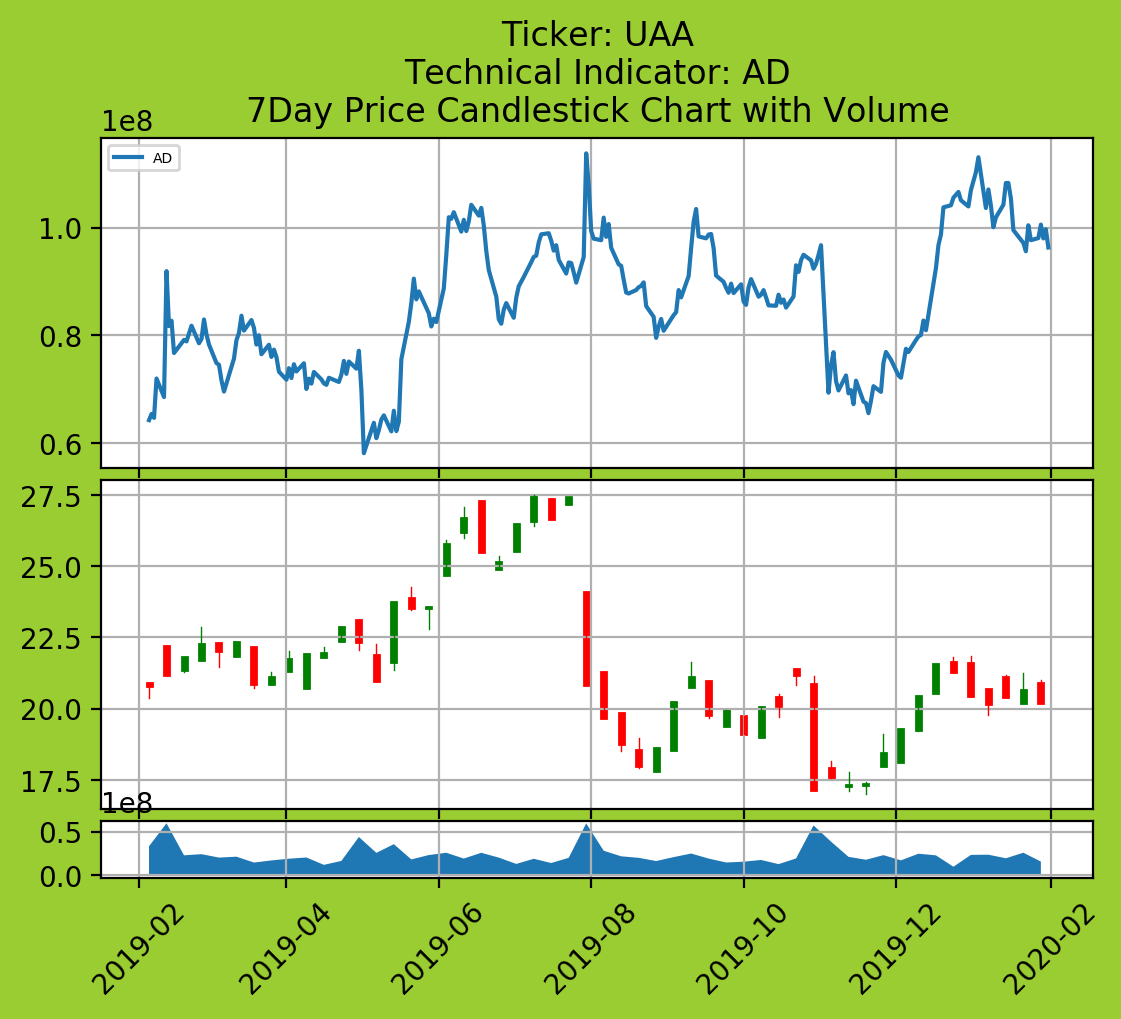 Ticker: UAA
Technical Indicator: AD
7Day Price Candlestick Chart with Volume
1e8
AD
1.0
0.8
0.6
27.5
25.0
22.5
20.0
17.5
1e8
0.5
0.0
2019-02
2019-04
2019-06
2019-08
2019-10
2019-12
2020-02